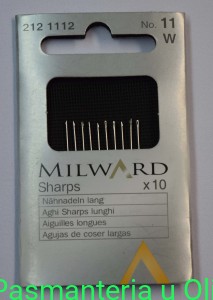 212 1112
No. 11
W
MILWARD
Sharps x10
Nähnadeln lang
Aghi Sharps lunghi
Aiguilles longues
Agujas de coser largas
Pasmanteria u Ol